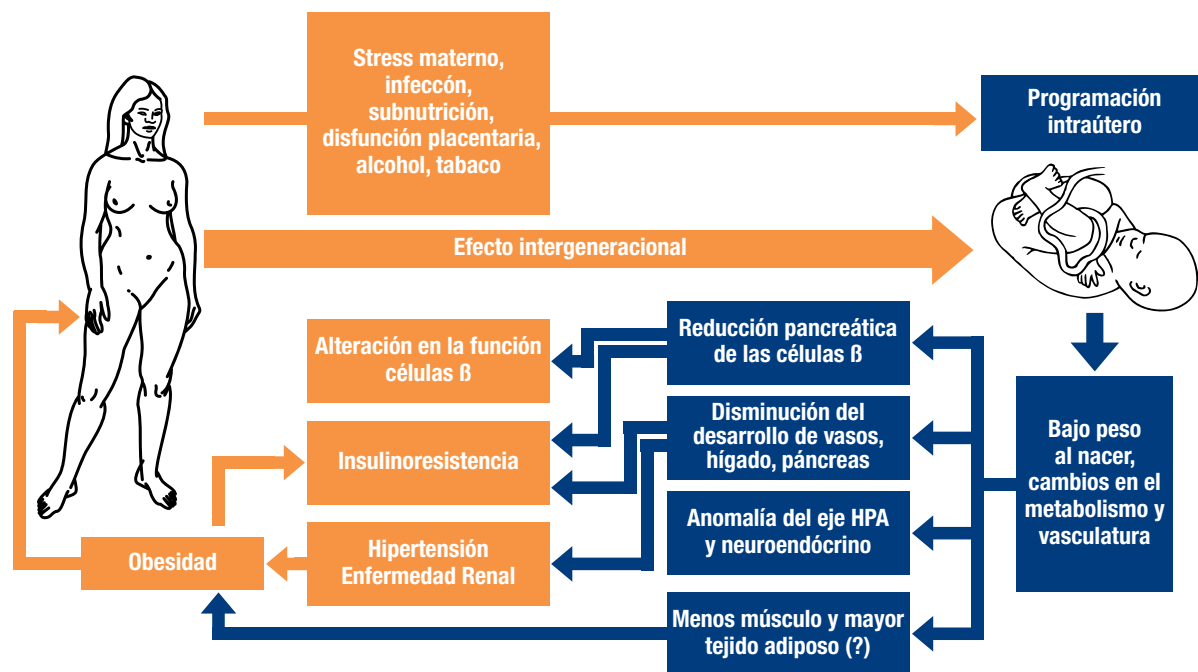 Stress materno,
infeccón,
subnutrición,
disfunción placentaria,
alcohol, tabaco
Programación
intraútero
Efecto intergeneracional
Alteración en la función
células ß
Reducción pancreática
de las células ß
Insulinoresistencia
Disminución del
desarrollo de vasos,
hígado, páncreas
Bajo peso
al nacer,
cambios en el
metabolismo y
vasculatura
Anomalía del eje HPA
y neuroendócrino
Obesidad
Hipertensión
Enfermedad Renal
Menos músculo y mayor
tejido adiposo (?)